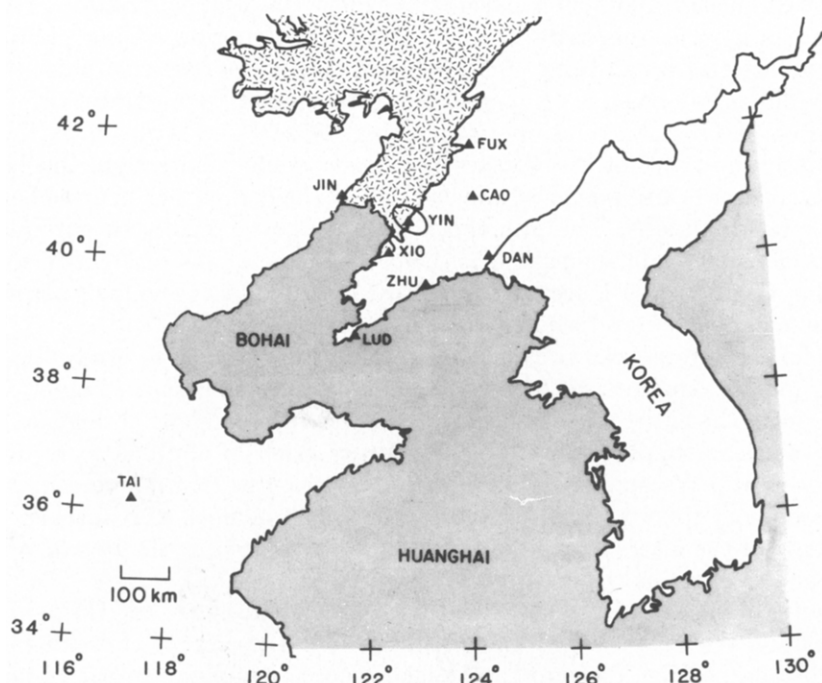 42°
FUX
JIN
CAO
YIN
40°
XIO
DAN
ZHU
BOHAI
LUD
38°
KOREA
TAI
36°
HUANGHAI
100 km
34°
116° 118° 120° 122° 124° 126° 128° 130°